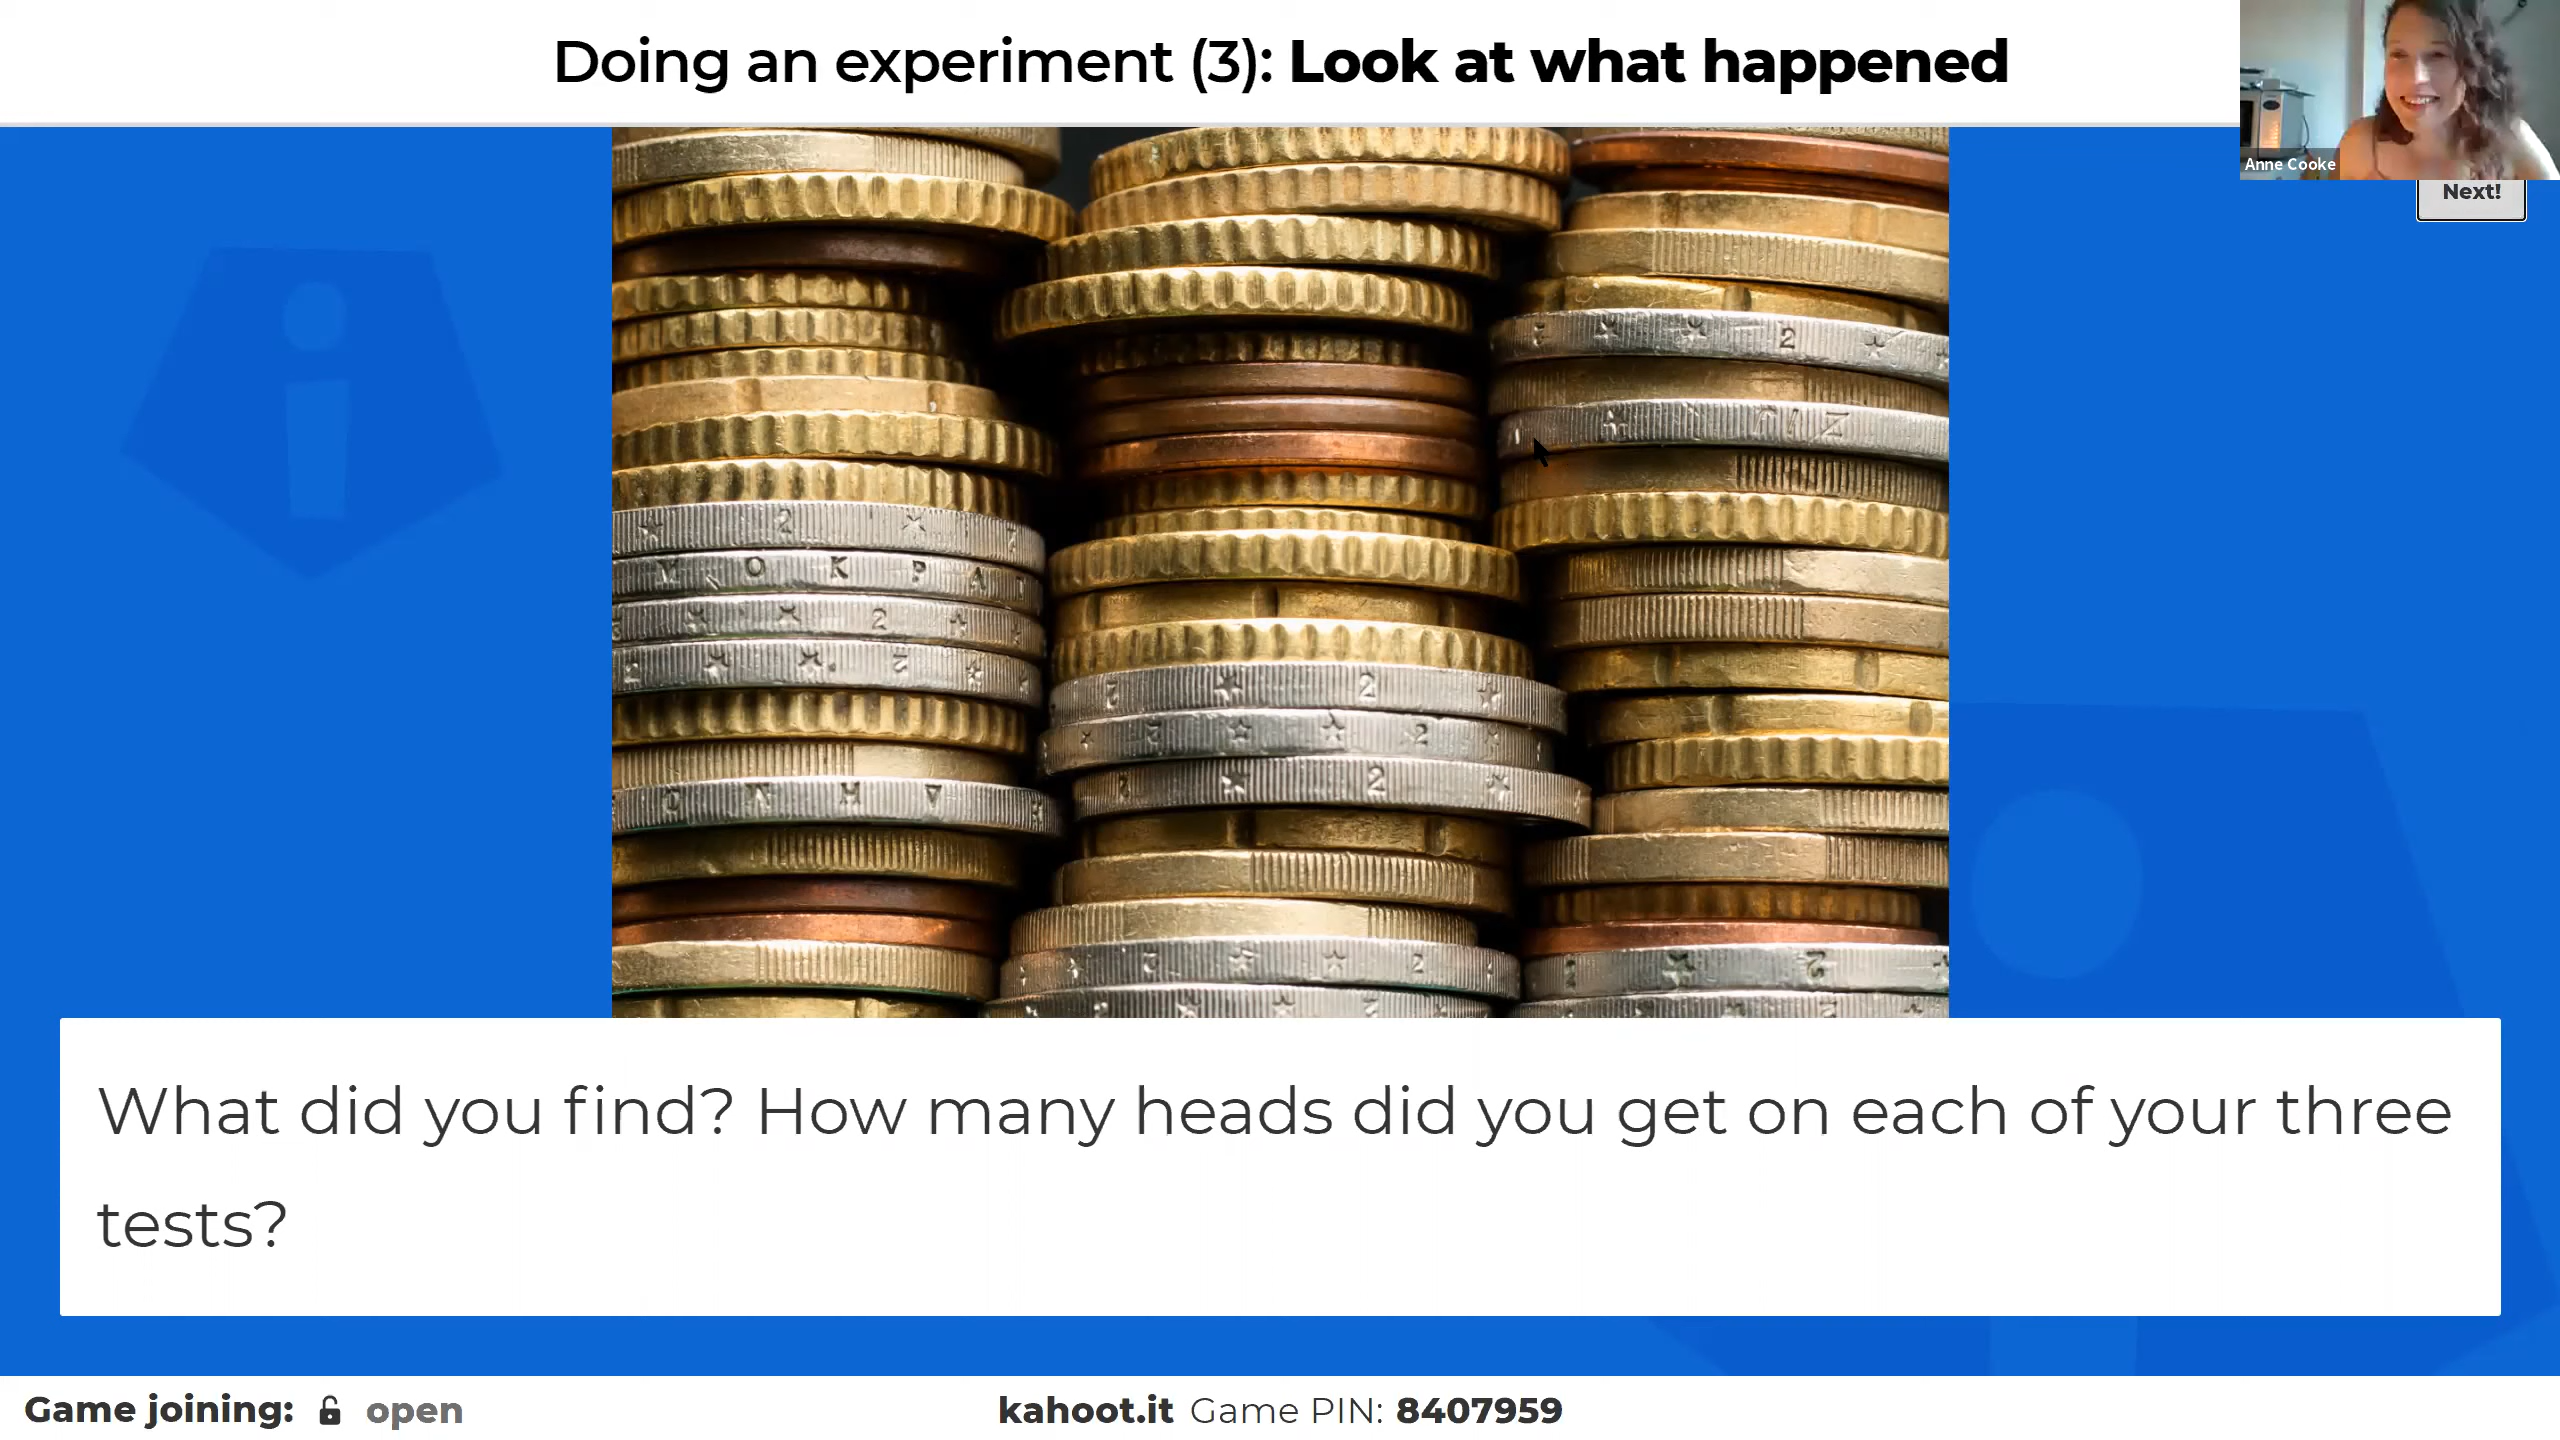 Doing an experiment (3): Look at what happened
Anne Cooke
Next!
What did you find? How many heads did you get on each of your three
tests?
Game joining: open
kahoot.it Game PIN: 8407959